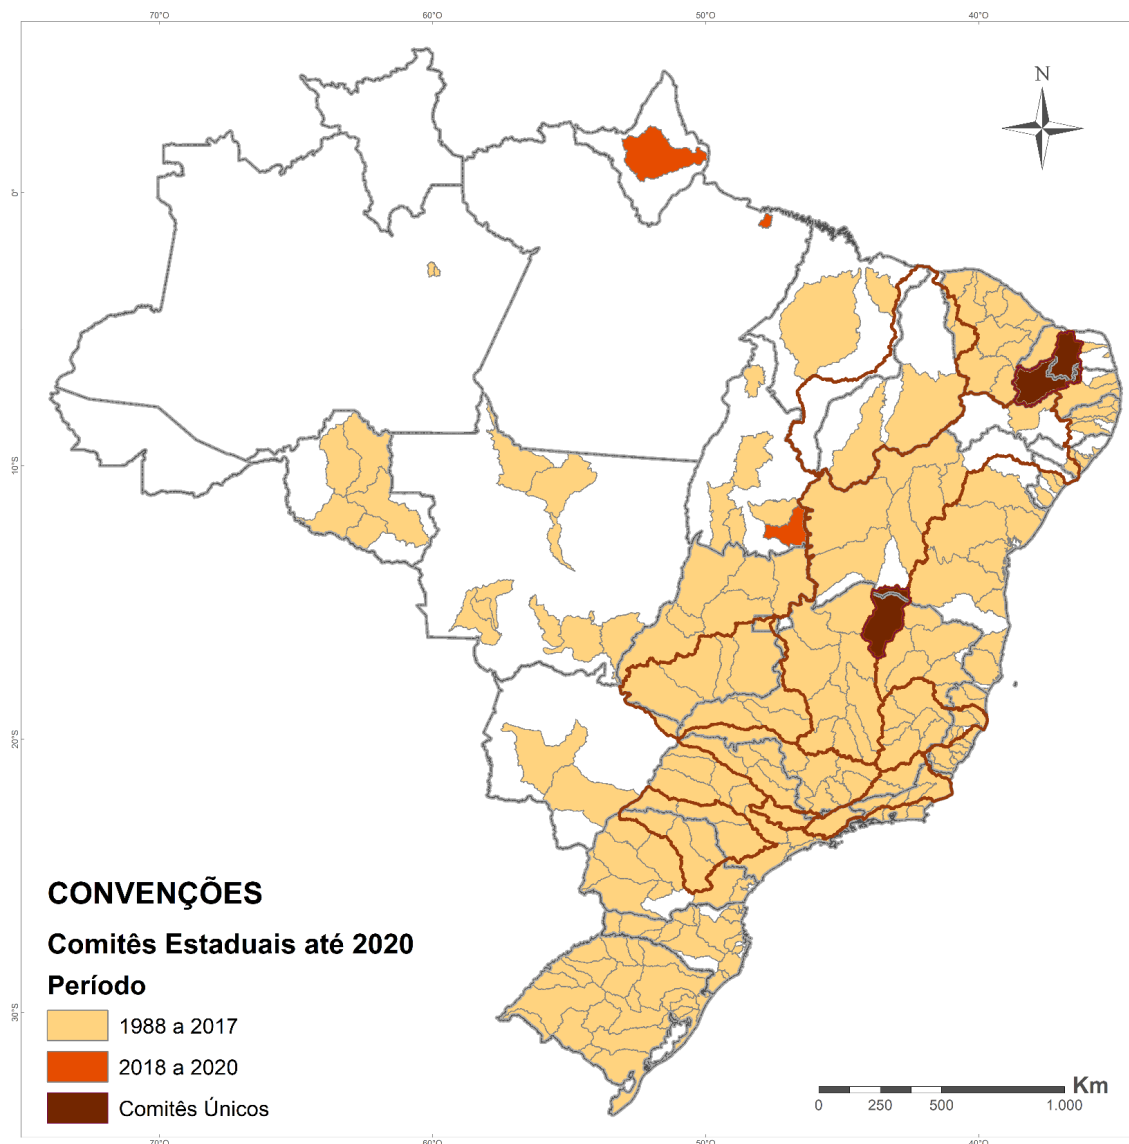 70°O 60°O 50°O 40°O
N
0°
10°S
20°S
30°S
CONVENÇÕES
Comitês Estaduais até 2020
Período
1988 a 2017
2018 a 2020
Comitês Únicos
Km
0 250 500 1.000
70°O 60°O 50°O 40°O